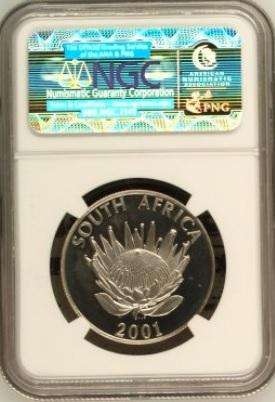 The Official Grading Service
of the ANA & PNG
NGC
Numismatic Guaranty Corporation
AMERICAN
NUMISMATIC
ASSOCIATION
PNG
SOUTH AFRICA
2001